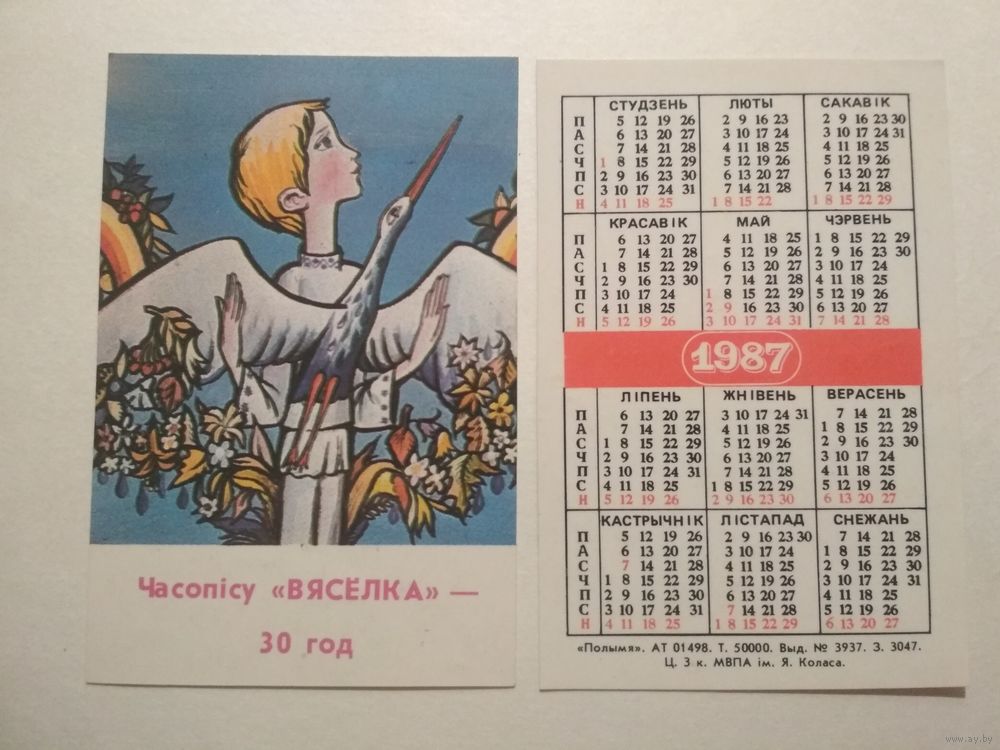 Часопісу «ВЯСЁЛКА» —
30 год
СТУДЗЕНЬ ЛЮТЫ САКАВІК
П 5 12 19 26 2 9 16 23 2 9 16 23 30
А 6 13 20 27 3 10 17 24 3 10 17 24 31
С 7 14 21 28 4 11 18 25 4 11 18 25
Ч 1 8 15 22 29 5 12 19 26 5 12 19 26
П 2 9 16 23 30 6 13 20 27 6 13 20 27
С 3 10 17 24 31 7 14 21 28 7 14 21 28
Н 4 11 18 25 1 8 15 22 1 8 15 22 29
КРАСАВІК МАЙ ЧЭРВЕНЬ
П 6 13 20 27 4 11 18 25 1 8 15 22 29
А 7 14 21 28 5 12 19 26 2 9 16 23 30
С 1 8 15 22 29 6 13 20 27 3 10 17 24
Ч 2 9 16 23 30 7 14 21 28 4 11 18 25
П 3 10 17 24 1 8 15 22 29 5 12 19 26
С 4 11 18 25 2 9 16 23 30 6 13 20 27
Н 5 12 19 26 3 10 17 24 31 7 14 21 28
1987
ЛІПЕНЬ ЖНІВЕНЬ ВЕРАСЕНЬ
П 6 13 20 27 3 10 17 24 31 7 14 21 28
А 7 14 21 28 4 11 18 25 1 8 15 22 29
С 1 8 15 22 29 5 12 19 26 2 9 16 23 30
Ч 2 9 16 23 30 6 13 20 27 3 10 17 24
П 3 10 17 24 31 7 14 21 28 4 11 18 25
С 4 11 18 25 1 8 15 22 29 5 12 19 26
Н 5 12 19 26 2 9 16 23 30 6 13 20 27
КАСТРЫЧНІК ЛІСТАПАД СНЕЖАНЬ
П 5 12 19 26 2 9 16 23 30 7 14 21 28
А 6 13 20 27 3 10 17 24 1 8 15 22 29
С 7 14 21 28 4 11 18 25 2 9 16 23 30
Ч 1 8 15 22 29 5 12 19 26 3 10 17 24 31
П 2 9 16 23 30 6 13 20 27 4 11 18 25
С 3 10 17 24 31 7 14 21 28 5 12 19 26
Н 4 11 18 25 1 8 15 22 29 6 13 20 27
«Полымя». АТ 01498. Т. 50000. Выд. № 3937. З. 3047.
Ц. 3 к. МВПА ім. Я. Коласа.
www.ay.by